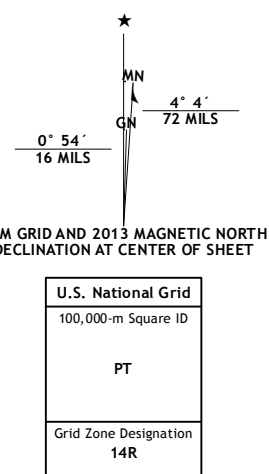 ★
MN
4° 4´
72 MILS
GN
0° 54´
16 MILS
M GRID AND 2013 MAGNETIC NORTH
DECLINATION AT CENTER OF SHEET
U.S. National Grid
100,000-m Square ID
PT
Grid Zone Designation
14R